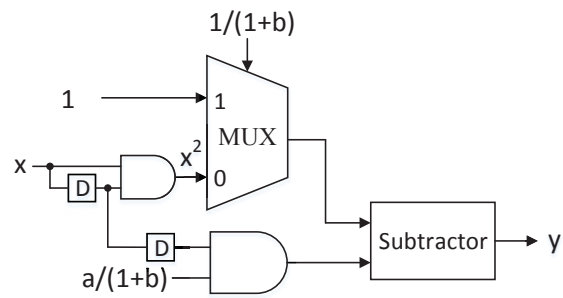 1/(1+b)
1
1
MUX
x²
x
0
D
D
a/(1+b)
Subtractor
y